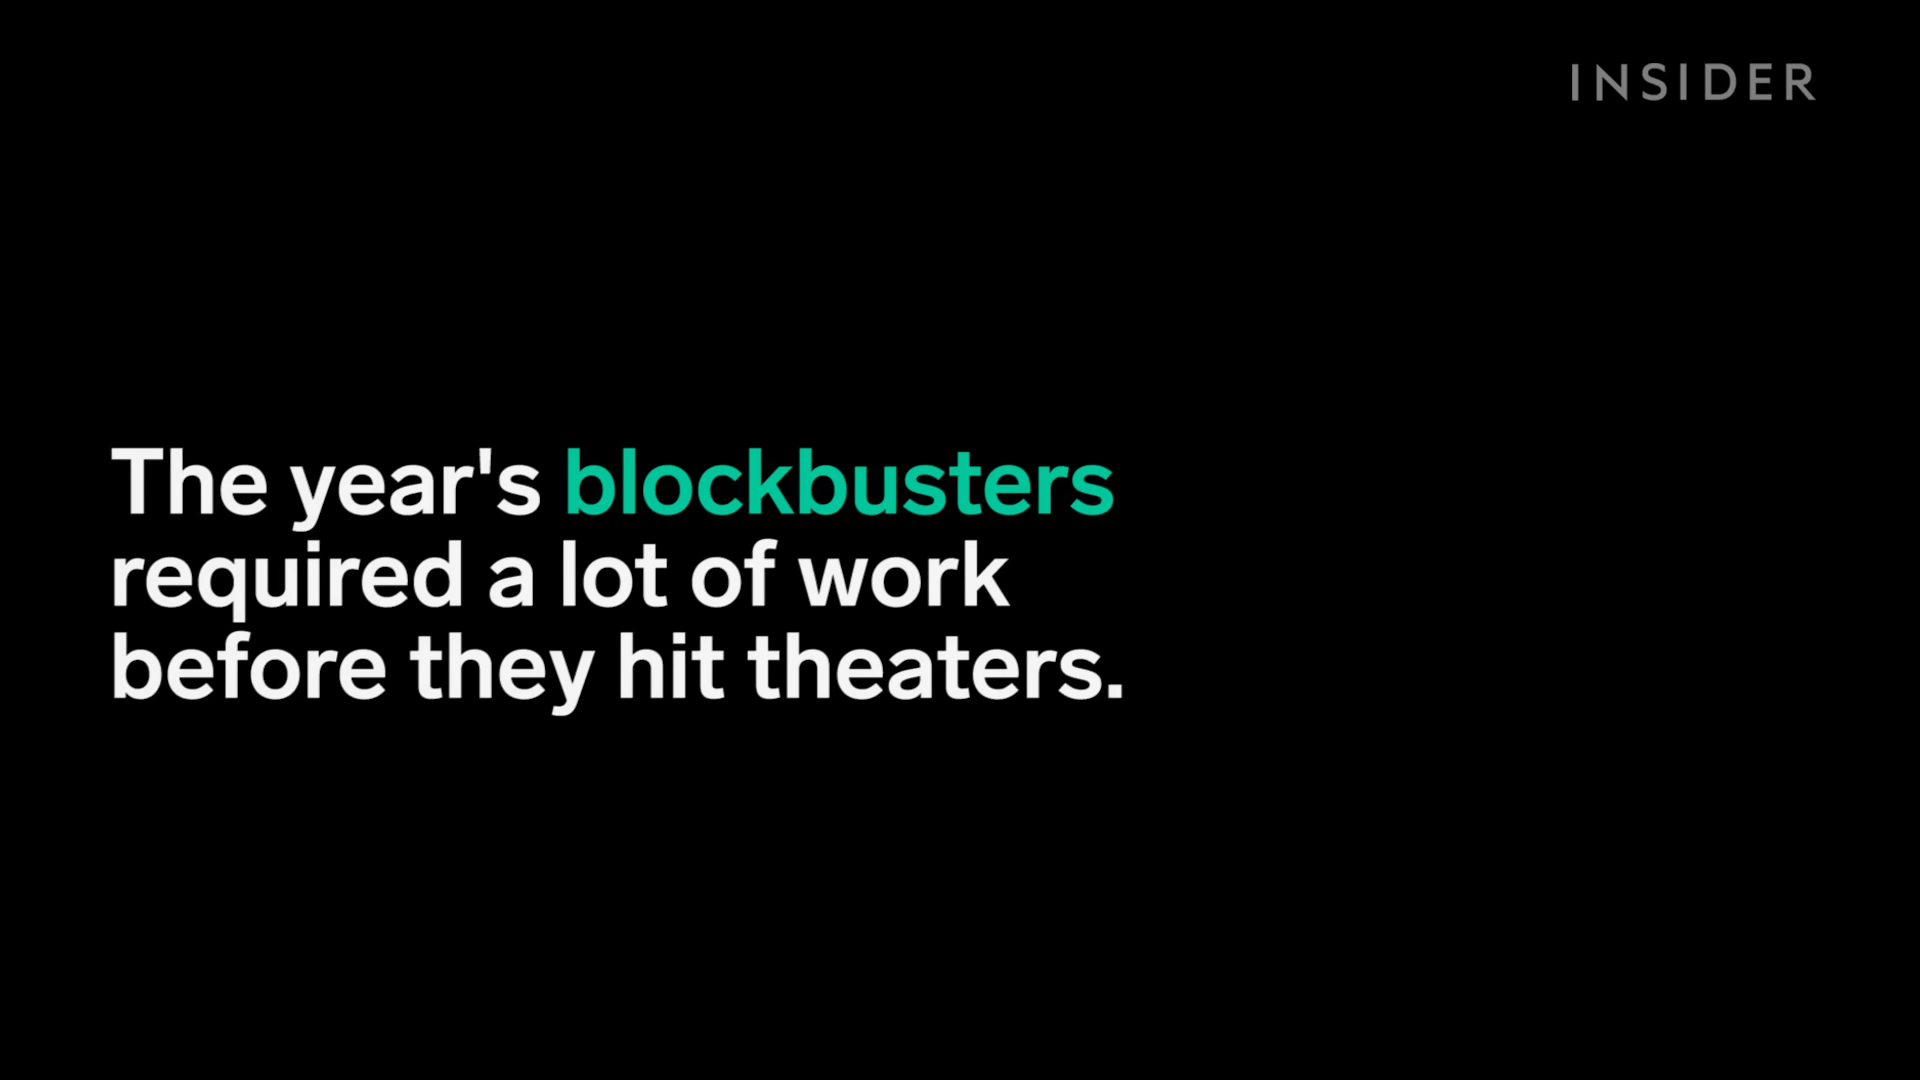 INSIDER
The year's blockbusters
required a lot of work
before they hit theaters.